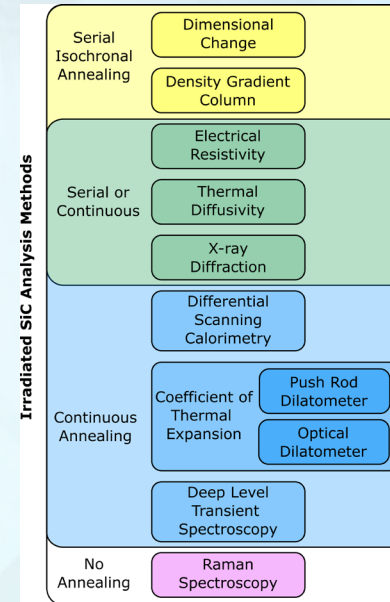 Irradiated SiC Analysis Methods
Serial
Isochronal
Annealing
Dimensional
Change
Density Gradient
Column
Serial or
Continuous
Electrical
Resistivity
Thermal
Diffusivity
X-ray
Diffraction
Continuous
Annealing
Differential
Scanning
Calorimetry
Coefficient of
Thermal
Expansion
Push Rod
Dilatometer
Optical
Dilatometer
Deep Level
Transient
Spectroscopy
No
Annealing
Raman
Spectroscopy